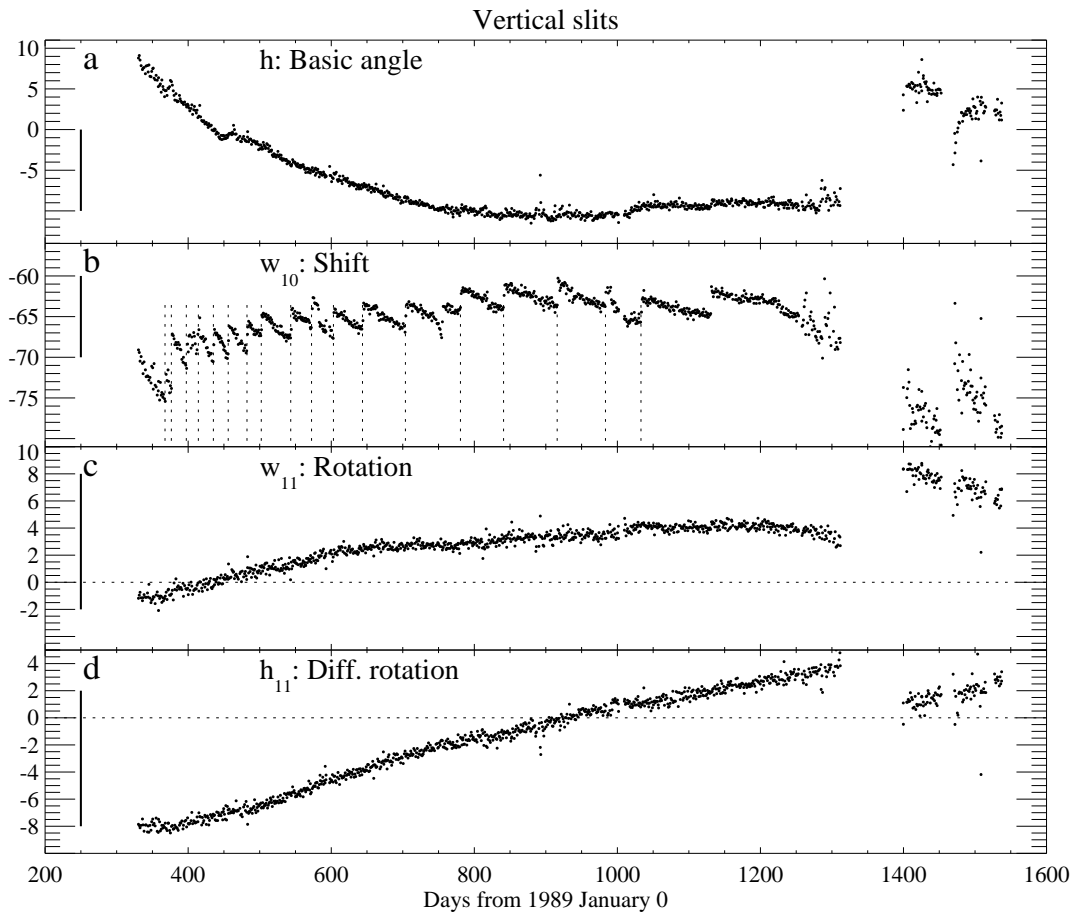 Vertical slits
a
h: Basic angle
10
5
0
-5
b
w10: Shift
-60
-65
-70
-75
c
w11: Rotation
10
8
6
4
2
0
-2
d
h11: Diff. rotation
4
2
0
-2
-4
-6
-8
200 400 600 800 1000 1200 1400 1600
Days from 1989 January 0